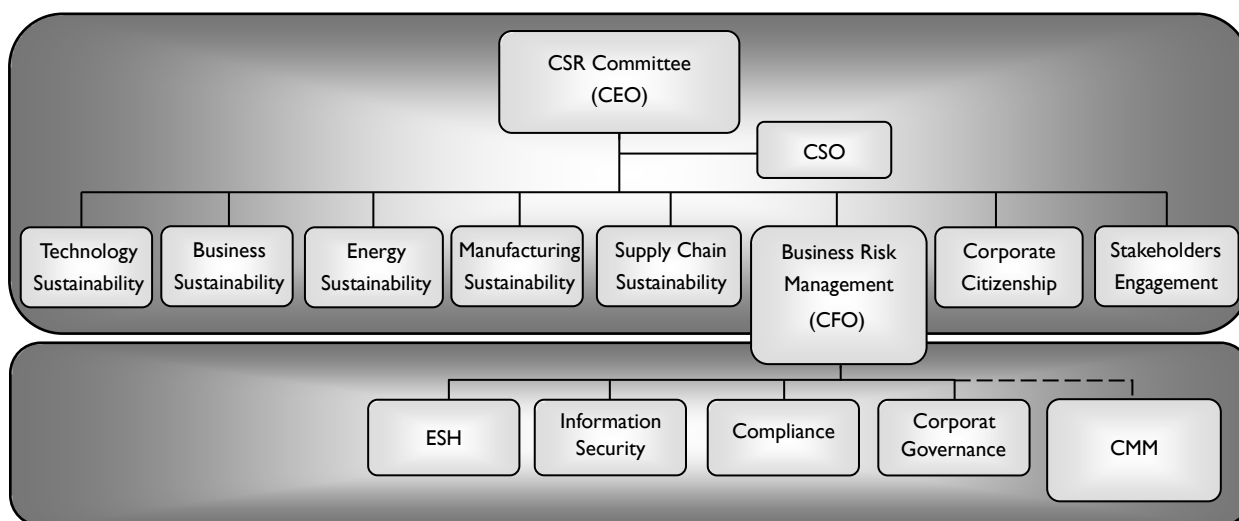 CSR Committee
(CEO)
CSO
Technology
Sustainability
Business
Sustainability
Energy
Sustainability
Manufacturing
Sustainability
Supply Chain
Sustainability
Business Risk
Management
(CFO)
Corporate
Citizenship
Stakeholders
Engagement
ESH
Information
Security
Compliance
Corporat
Governance
CMM